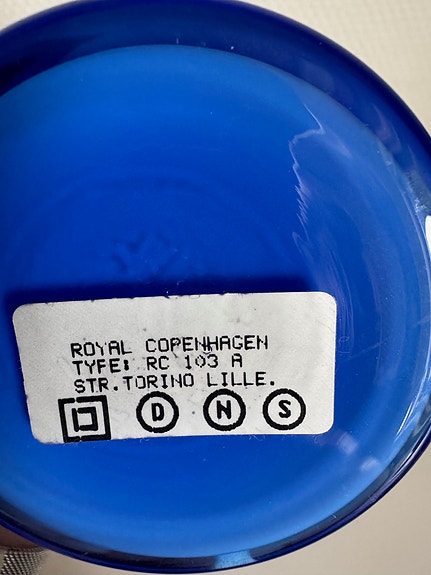 ROYAL COPENHAGEN
TYPE: RC 103 A
STR.TORINO LILLE.
D N S